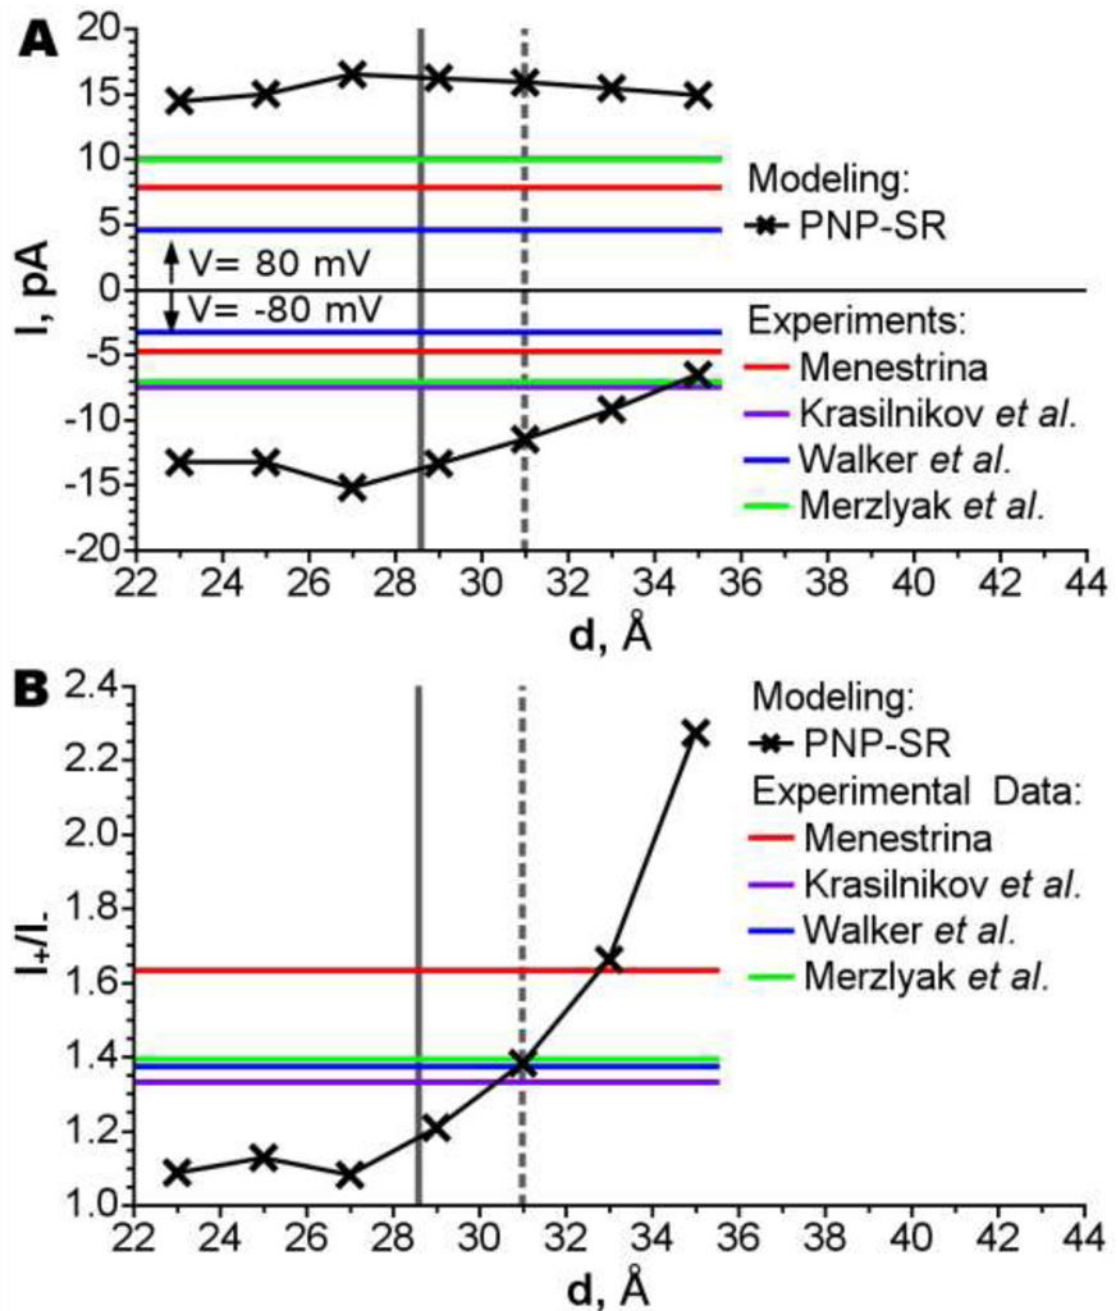 A
20
15
10
5
0
-5
-10
-15
-20
I, pA
V= 80 mV
V= -80 mV
Modeling:
PNP-SR
Experiments:
Menestrina
Krasilnikov et al.
Walker et al.
Merzlyak et al.
22 24 26 28 30 32 34 36 38 40 42 44
d, Å
B
2.4
2.2
2.0
1.8
1.6
1.4
1.2
1.0
I+/I-
Modeling:
PNP-SR
Experimental Data:
Menestrina
Krasilnikov et al.
Walker et al.
Merzlyak et al.
22 24 26 28 30 32 34 36 38 40 42 44
d, Å